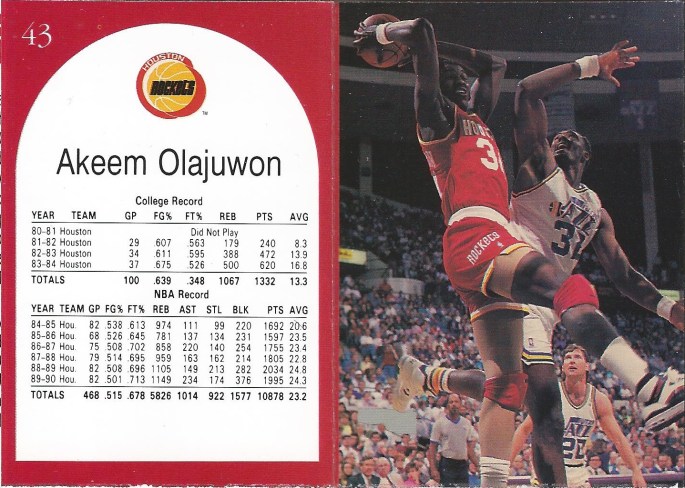 43
HOUSTON
ROCKETS
TM
Akeem Olajuwon
College Record
YEAR TEAM GP FG% FT% REB PTS AVG
80–81 Houston Did Not Play
81–82 Houston 29 .607 .563 179 240 8.3
82–83 Houston 34 .611 .595 388 472 13.9
83–84 Houston 37 .675 .526 500 620 16.8
TOTALS 100 .639 .348 1067 1332 13.3
NBA Record
YEAR TEAM GP FG% FT% REB AST STL BLK PTS AVG
84–85 Hou. 82 .538 .613 974 111 99 220 1692 20.6
85–86 Hou. 68 .526 .645 781 137 134 231 1597 23.5
86–87 Hou. 75 .508 .702 858 220 140 254 1755 23.4
87–88 Hou. 79 .514 .695 959 163 162 214 1805 22.8
88–89 Hou. 82 .508 .696 1105 149 213 282 2034 24.8
89–90 Hou. 82 .501 .713 1149 234 174 376 1995 24.3
TOTALS 468 .515 .678 5826 1014 922 1577 10878 23.2
HOU
3
Rockets
JAZZ
32
JAZZ